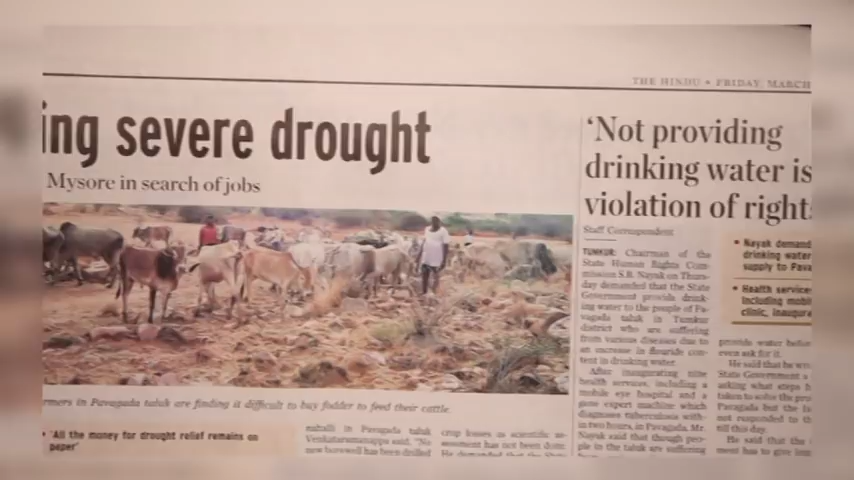 THE HINDU • FRIDAY, MARCH
ing severe drought
Mysore in search of jobs
rmers in Pavagada taluk are finding it difficult to buy fodder to feed their cattle.
• 'All the money for drought relief remains on
paper'
mahalli in Pavagada taluk
Venkataramanappa said, "No
new borewell has been drilled
crop losses as scientific as-
sessment has not been done.
He demanded that the State
'Not providing
drinking water is
violation of right
Staff Correspondent
TUMKUR: Chairman of the
State Human Rights Com-
mission S.R. Nayak on Thurs-
day demanded that the State
Government provide drink-
ing water to the people of Pa-
vagada taluk in Tumkur
district who are suffering
from various diseases due to
an increase in fluoride con-
tent in drinking water.
After inaugurating nine
health services, including a
mobile eye hospital and a
gene expert machine which
diagnoses tuberculosis with-
in two hours, in Pavagada, Mr.
Nayak said that though peo-
ple in the taluk are suffering
• Nayak demand
drinking water
supply to Pava
• Health service
including mobi
clinic, inaugura
provide water befor
even ask for it.
He said that he wr
State Government a
asking what steps h
taken to solve the pro
Pavagada but the la
not responded to th
till this day.
He said that the
ment has to give im